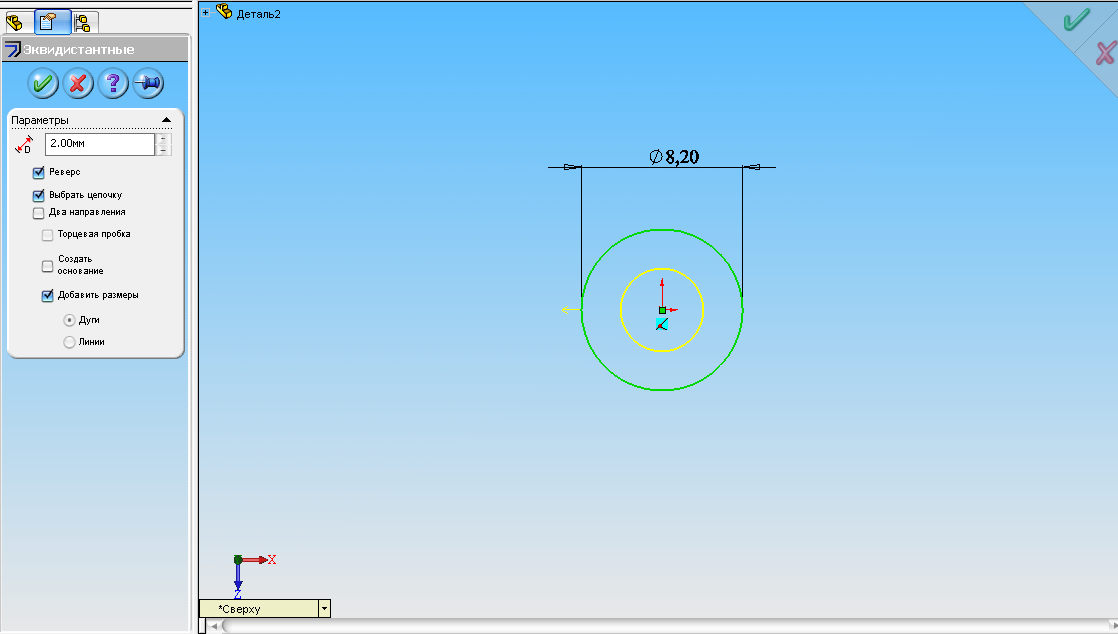 Деталь2
Эквидистантные
?
Параметры
D
2.00мм
Реверс
Выбрать цепочку
Два направления
Торцевая пробка
Создать
основание
Добавить размеры
Дуги
Линии
∅8,20
X
Z
*Сверху